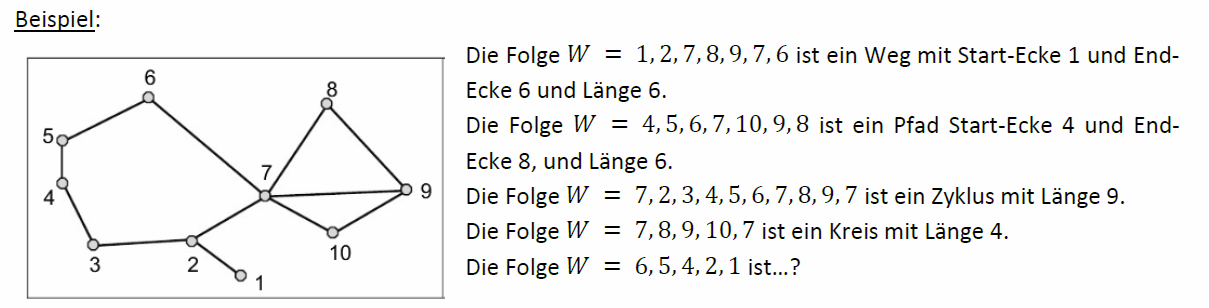 Beispiel:
Die Folge W = 1, 2, 7, 8, 9, 7, 6 ist ein Weg mit Start-Ecke 1 und End-
Ecke 6 und Länge 6.
Die Folge W = 4, 5, 6, 7, 10, 9, 8 ist ein Pfad Start-Ecke 4 und End-
Ecke 8, und Länge 6.
Die Folge W = 7, 2, 3, 4, 5, 6, 7, 8, 9, 7 ist ein Zyklus mit Länge 9.
Die Folge W = 7, 8, 9, 10, 7 ist ein Kreis mit Länge 4.
Die Folge W = 6, 5, 4, 2, 1 ist...?
6
8
5
7
4
9
3
2
10
1